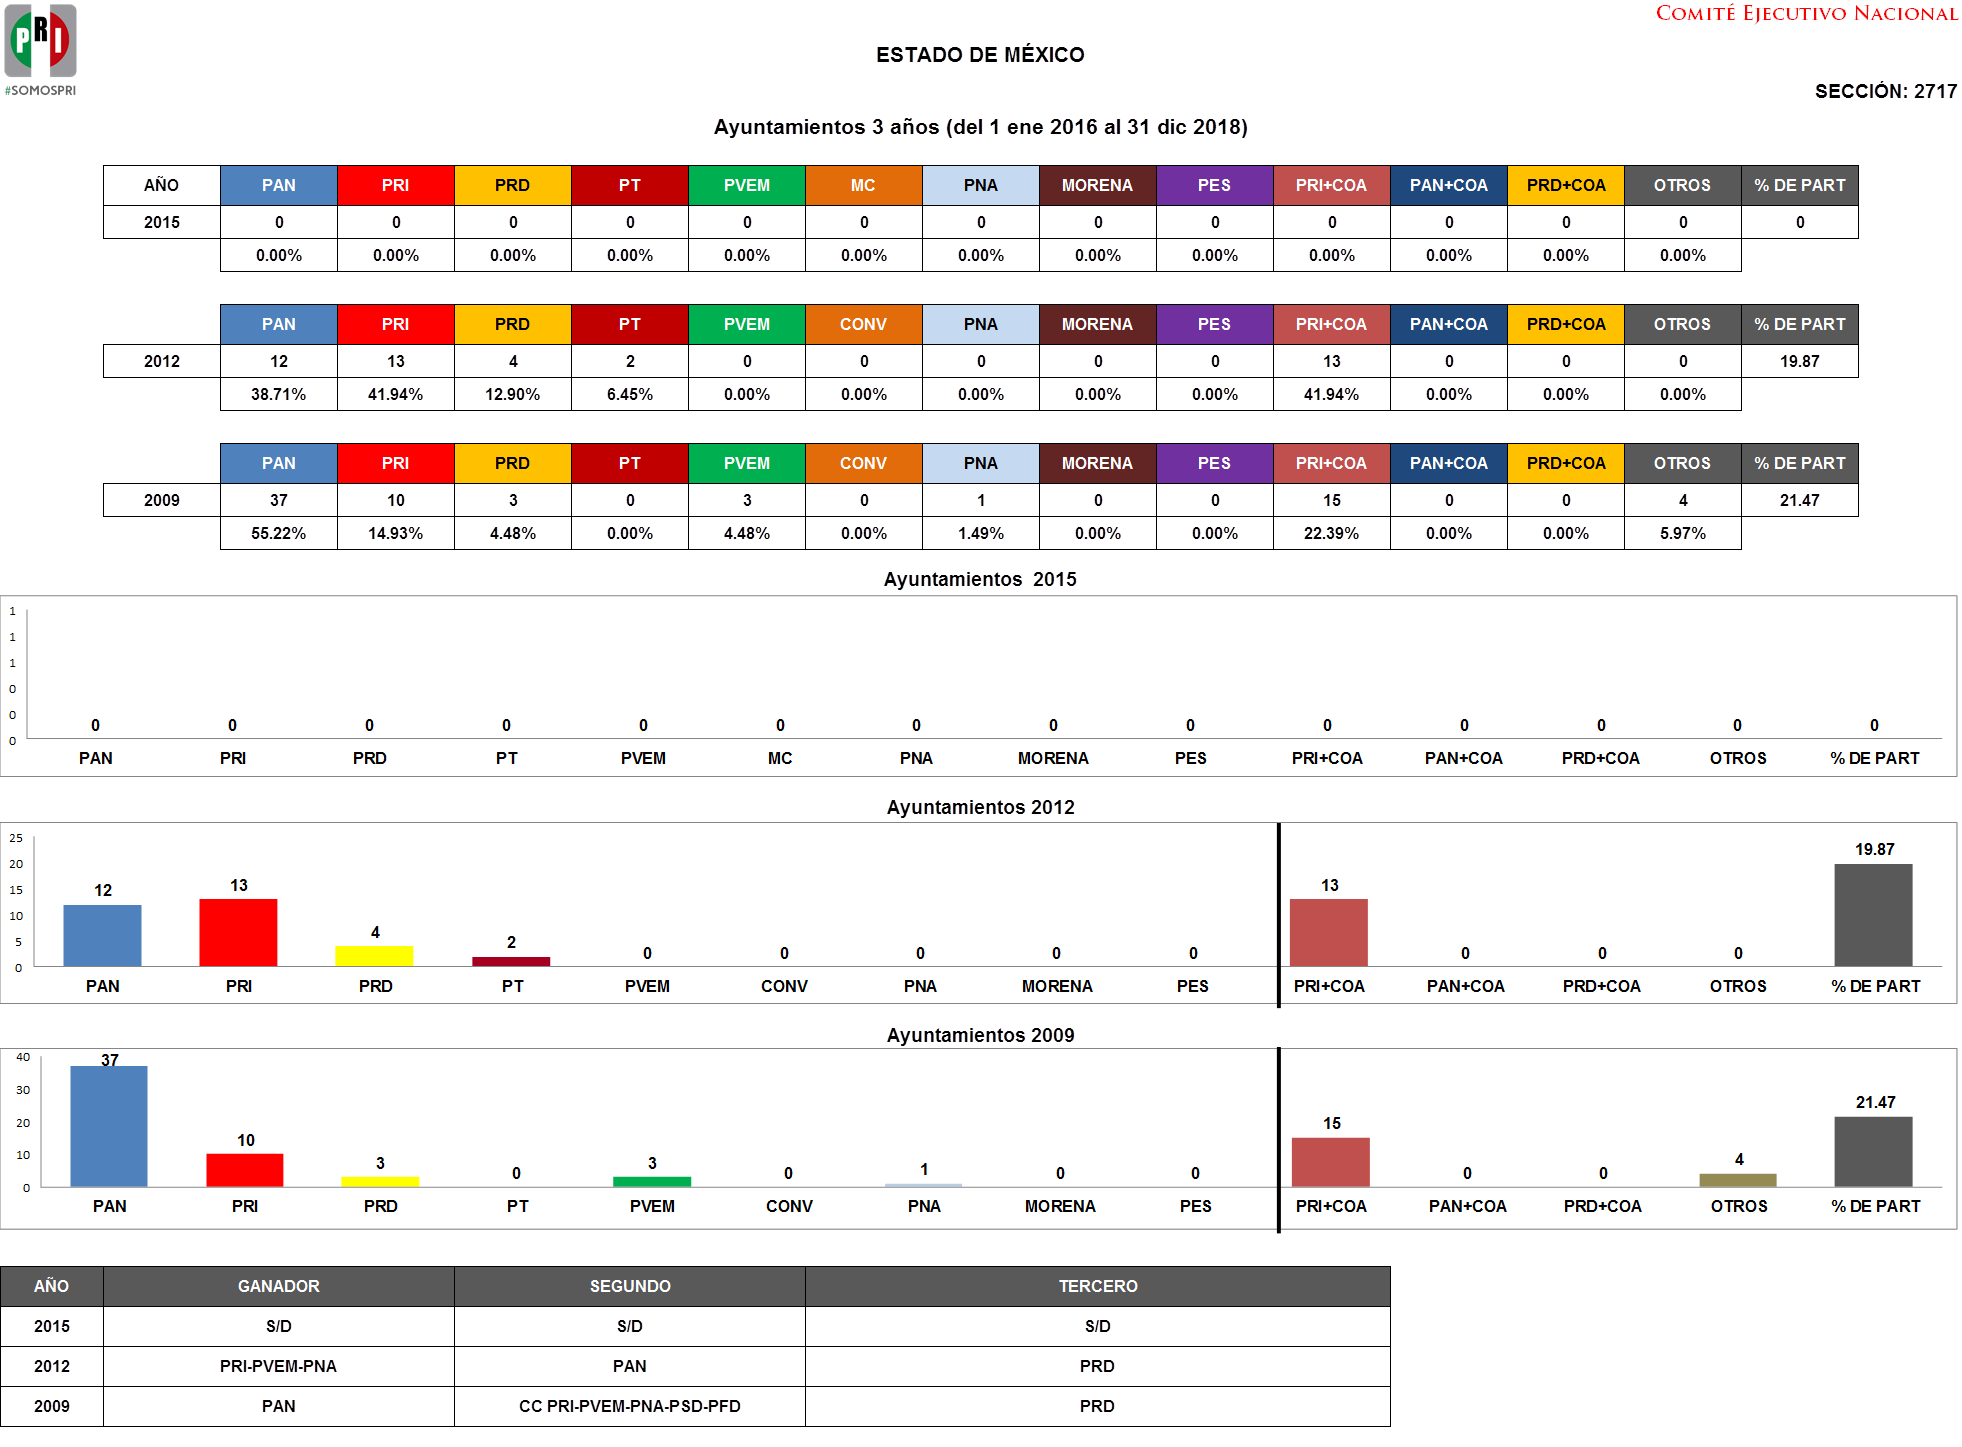 COMITÉ EJECUTIVO NACIONAL
PRI
#SOMOSPRI
ESTADO DE MÉXICO
SECCIÓN: 2717
Ayuntamientos 3 años (del 1 ene 2016 al 31 dic 2018)
AÑO PAN PRI PRD PT PVEM MC PNA MORENA PES PRI+COA PAN+COA PRD+COA OTROS % DE PART
2015 0 0 0 0 0 0 0 0 0 0 0 0 0 0
0.00% 0.00% 0.00% 0.00% 0.00% 0.00% 0.00% 0.00% 0.00% 0.00% 0.00% 0.00% 0.00%
PAN PRI PRD PT PVEM CONV PNA MORENA PES PRI+COA PAN+COA PRD+COA OTROS % DE PART
2012 12 13 4 2 0 0 0 0 0 13 0 0 0 19.87
38.71% 41.94% 12.90% 6.45% 0.00% 0.00% 0.00% 0.00% 0.00% 41.94% 0.00% 0.00% 0.00%
PAN PRI PRD PT PVEM CONV PNA MORENA PES PRI+COA PAN+COA PRD+COA OTROS % DE PART
2009 37 10 3 0 3 0 1 0 0 15 0 0 4 21.47
55.22% 14.93% 4.48% 0.00% 4.48% 0.00% 1.49% 0.00% 0.00% 22.39% 0.00% 0.00% 5.97%
Ayuntamientos 2015
1
1
1
0
0
0
0 0 0 0 0 0 0 0 0 0 0 0 0 0
PAN PRI PRD PT PVEM MC PNA MORENA PES PRI+COA PAN+COA PRD+COA OTROS % DE PART
Ayuntamientos 2012
25
20
15
10
5
0
12 13 4 2 0 0 0 0 0 13 0 0 0 19.87
PAN PRI PRD PT PVEM CONV PNA MORENA PES PRI+COA PAN+COA PRD+COA OTROS % DE PART
Ayuntamientos 2009
40
30
20
10
0
37 10 3 0 3 0 1 0 0 15 0 0 4 21.47
PAN PRI PRD PT PVEM CONV PNA MORENA PES PRI+COA PAN+COA PRD+COA OTROS % DE PART
AÑO GANADOR SEGUNDO TERCERO
2015 S/D S/D S/D
2012 PRI-PVEM-PNA PAN PRD
2009 PAN CC PRI-PVEM-PNA-PSD-PFD PRD